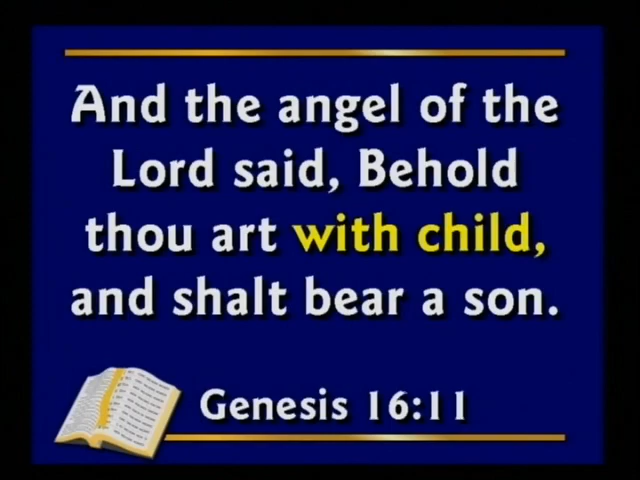 And the angel of the
Lord said, Behold
thou art with child,
and shalt bear a son.
Genesis 16:11